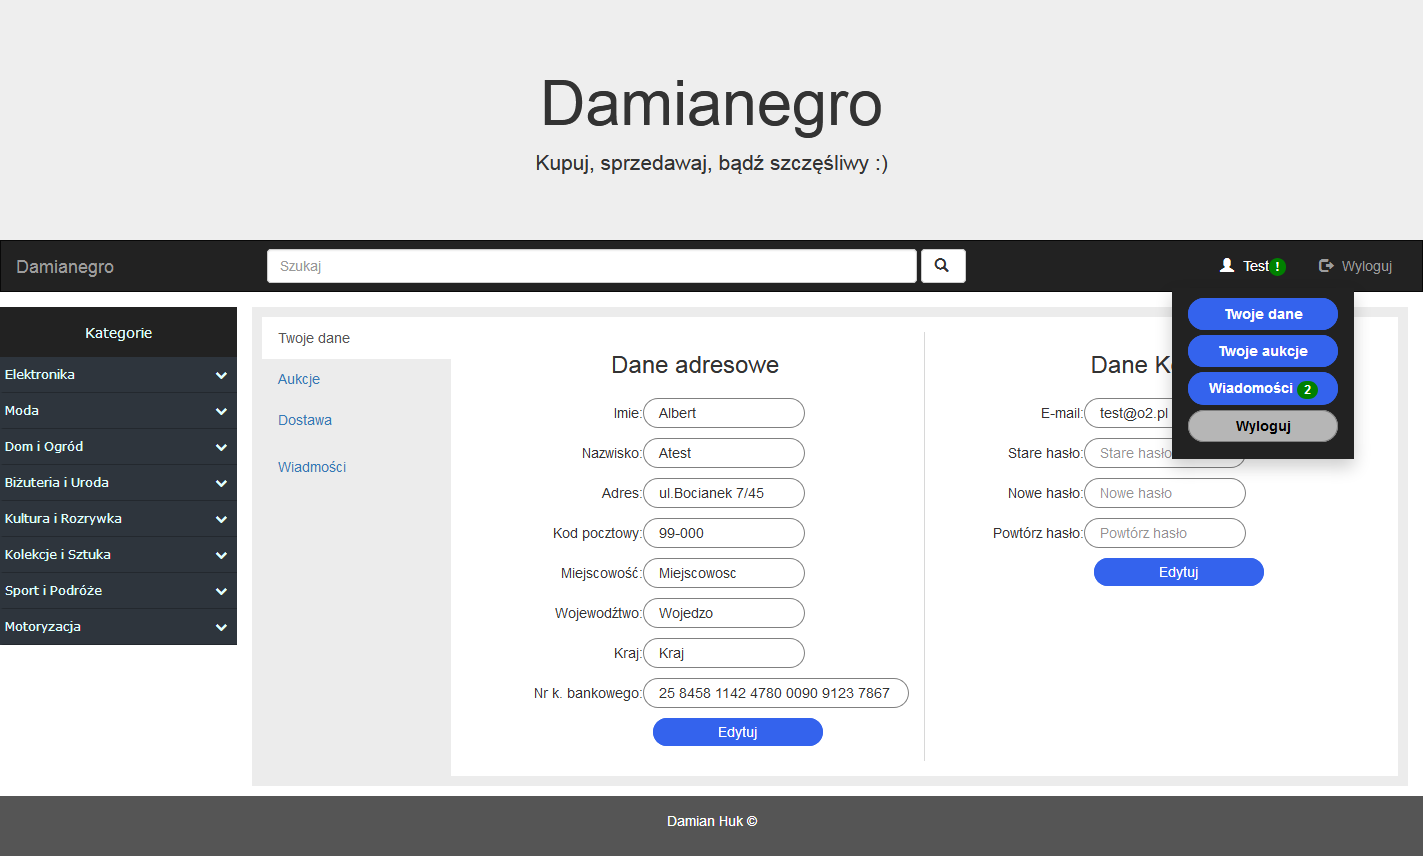 Damianegro
Kupuj, sprzedawaj, bądź szczęśliwy :)
Damianegro
Szukaj
Test!
Wyloguj
Twoje dane
Twoje aukcje
Wiadomości 2
Wyloguj
Kategorie
Elektronika
Moda
Dom i Ogród
Biżuteria i Uroda
Kultura i Rozrywka
Kolekcje i Sztuka
Sport i Podróże
Motoryzacja
Twoje dane
Aukcje
Dostawa
Wiadmości
Dane adresowe
Imie: Albert
Nazwisko: Atest
Adres: ul.Bocianek 7/45
Kod pocztowy: 99-000
Miejscowość: Miejscowosc
Wojewodźtwo: Wojedzo
Kraj: Kraj
Nr k. bankowego: 25 8458 1142 4780 0090 9123 7867
Edytuj
Dane
E-mail: test@o2.pl
Stare hasło: Stare hasło
Nowe hasło: Nowe hasło
Powtórz hasło: Powtórz hasło
Edytuj
Damian Huk ©